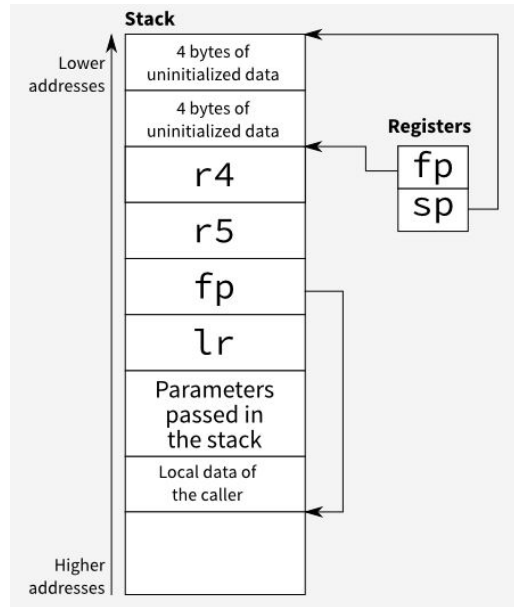 Stack
Lower
addresses
4 bytes of
uninitialized data
4 bytes of
uninitialized data
Registers
fp
sp
r4
r5
fp
lr
Parameters
passed in
the stack
Local data of
the caller
Higher
addresses